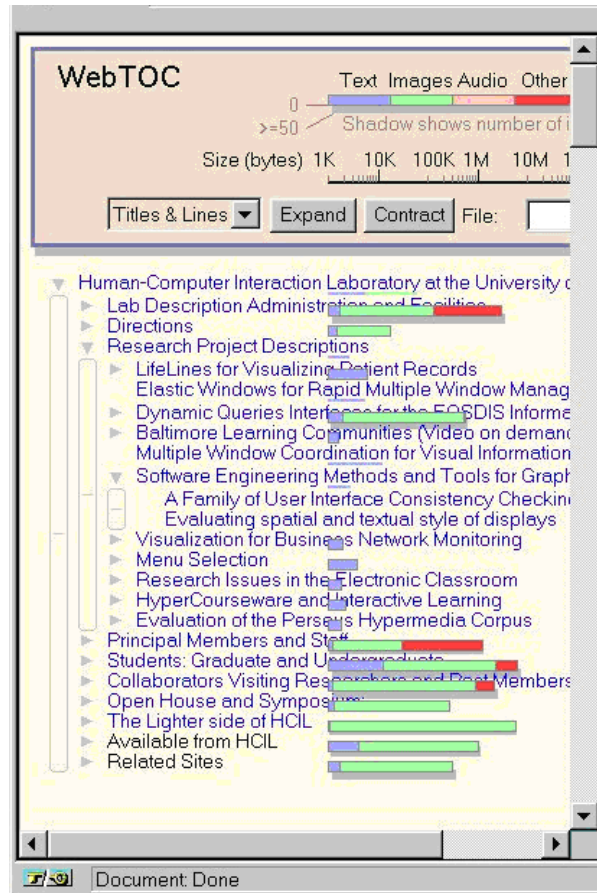 WebTOC
Text Images Audio Other
0
>=50 Shadow shows number of i
Size (bytes) 1K 10K 100K 1M 10M 1
Titles & Lines Expand Contract File:
Human-Computer Interaction Laboratory at the University o
Lab Description Administration and Facilities
Directions
Research Project Descriptions
LifeLines for Visualizing Patient Records
Elastic Windows for Rapid Multiple Window Manag
Dynamic Queries Interfaces for the EOSDIS Informa
Baltimore Learning Communities (Video on demand
Multiple Window Coordination for Visual Information
Software Engineering Methods and Tools for Graph
A Family of User Interface Consistency Checkin
Evaluating spatial and textual style of displays
Visualization for Business Network Monitoring
Menu Selection
Research Issues in the Electronic Classroom
HyperCourseware and Interactive Learning
Evaluation of the Perseus Hypermedia Corpus
Principal Members and Staff
Students: Graduate and Undergraduate
Collaborators Visiting Researchers and Past Members
Open House and Symposium
The Lighter side of HCIL
Available from HCIL
Related Sites
Document: Done